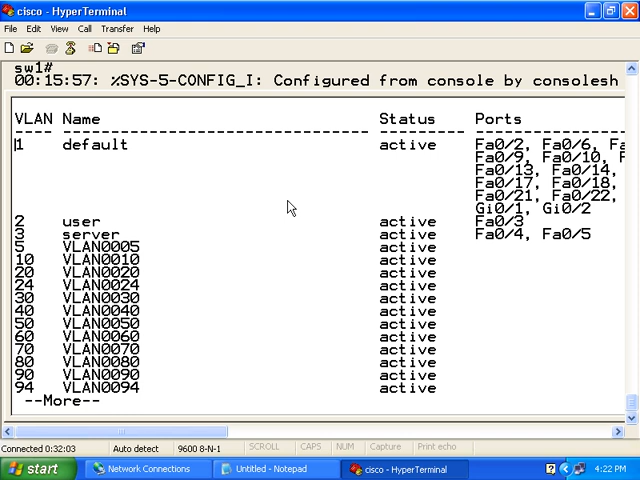 cisco - HyperTerminal
File Edit View Call Transfer Help
sw1#
00:15:57: %SYS-5-CONFIG_I: Configured from console by consolesh
VLAN Name Status Ports
---- -------------------------------- --------- -------------------------------
1 default active Fa0/2, Fa0/6, Fa
Fa0/9, Fa0/10, F
Fa0/13, Fa0/14,
Fa0/17, Fa0/18,
Fa0/21, Fa0/22,
Gi0/1, Gi0/2
2 user active Fa0/3
3 server active Fa0/4, Fa0/5
5 VLAN0005 active
10 VLAN0010 active
20 VLAN0020 active
24 VLAN0024 active
30 VLAN0030 active
40 VLAN0040 active
50 VLAN0050 active
60 VLAN0060 active
70 VLAN0070 active
80 VLAN0080 active
90 VLAN0090 active
94 VLAN0094 active
--More--
Connected 0:32:03 Auto detect 9600 8-N-1 SCROLL CAPS NUM Capture Print echo
start Network Connections Untitled - Notepad cisco - HyperTerminal ? 4:22 PM